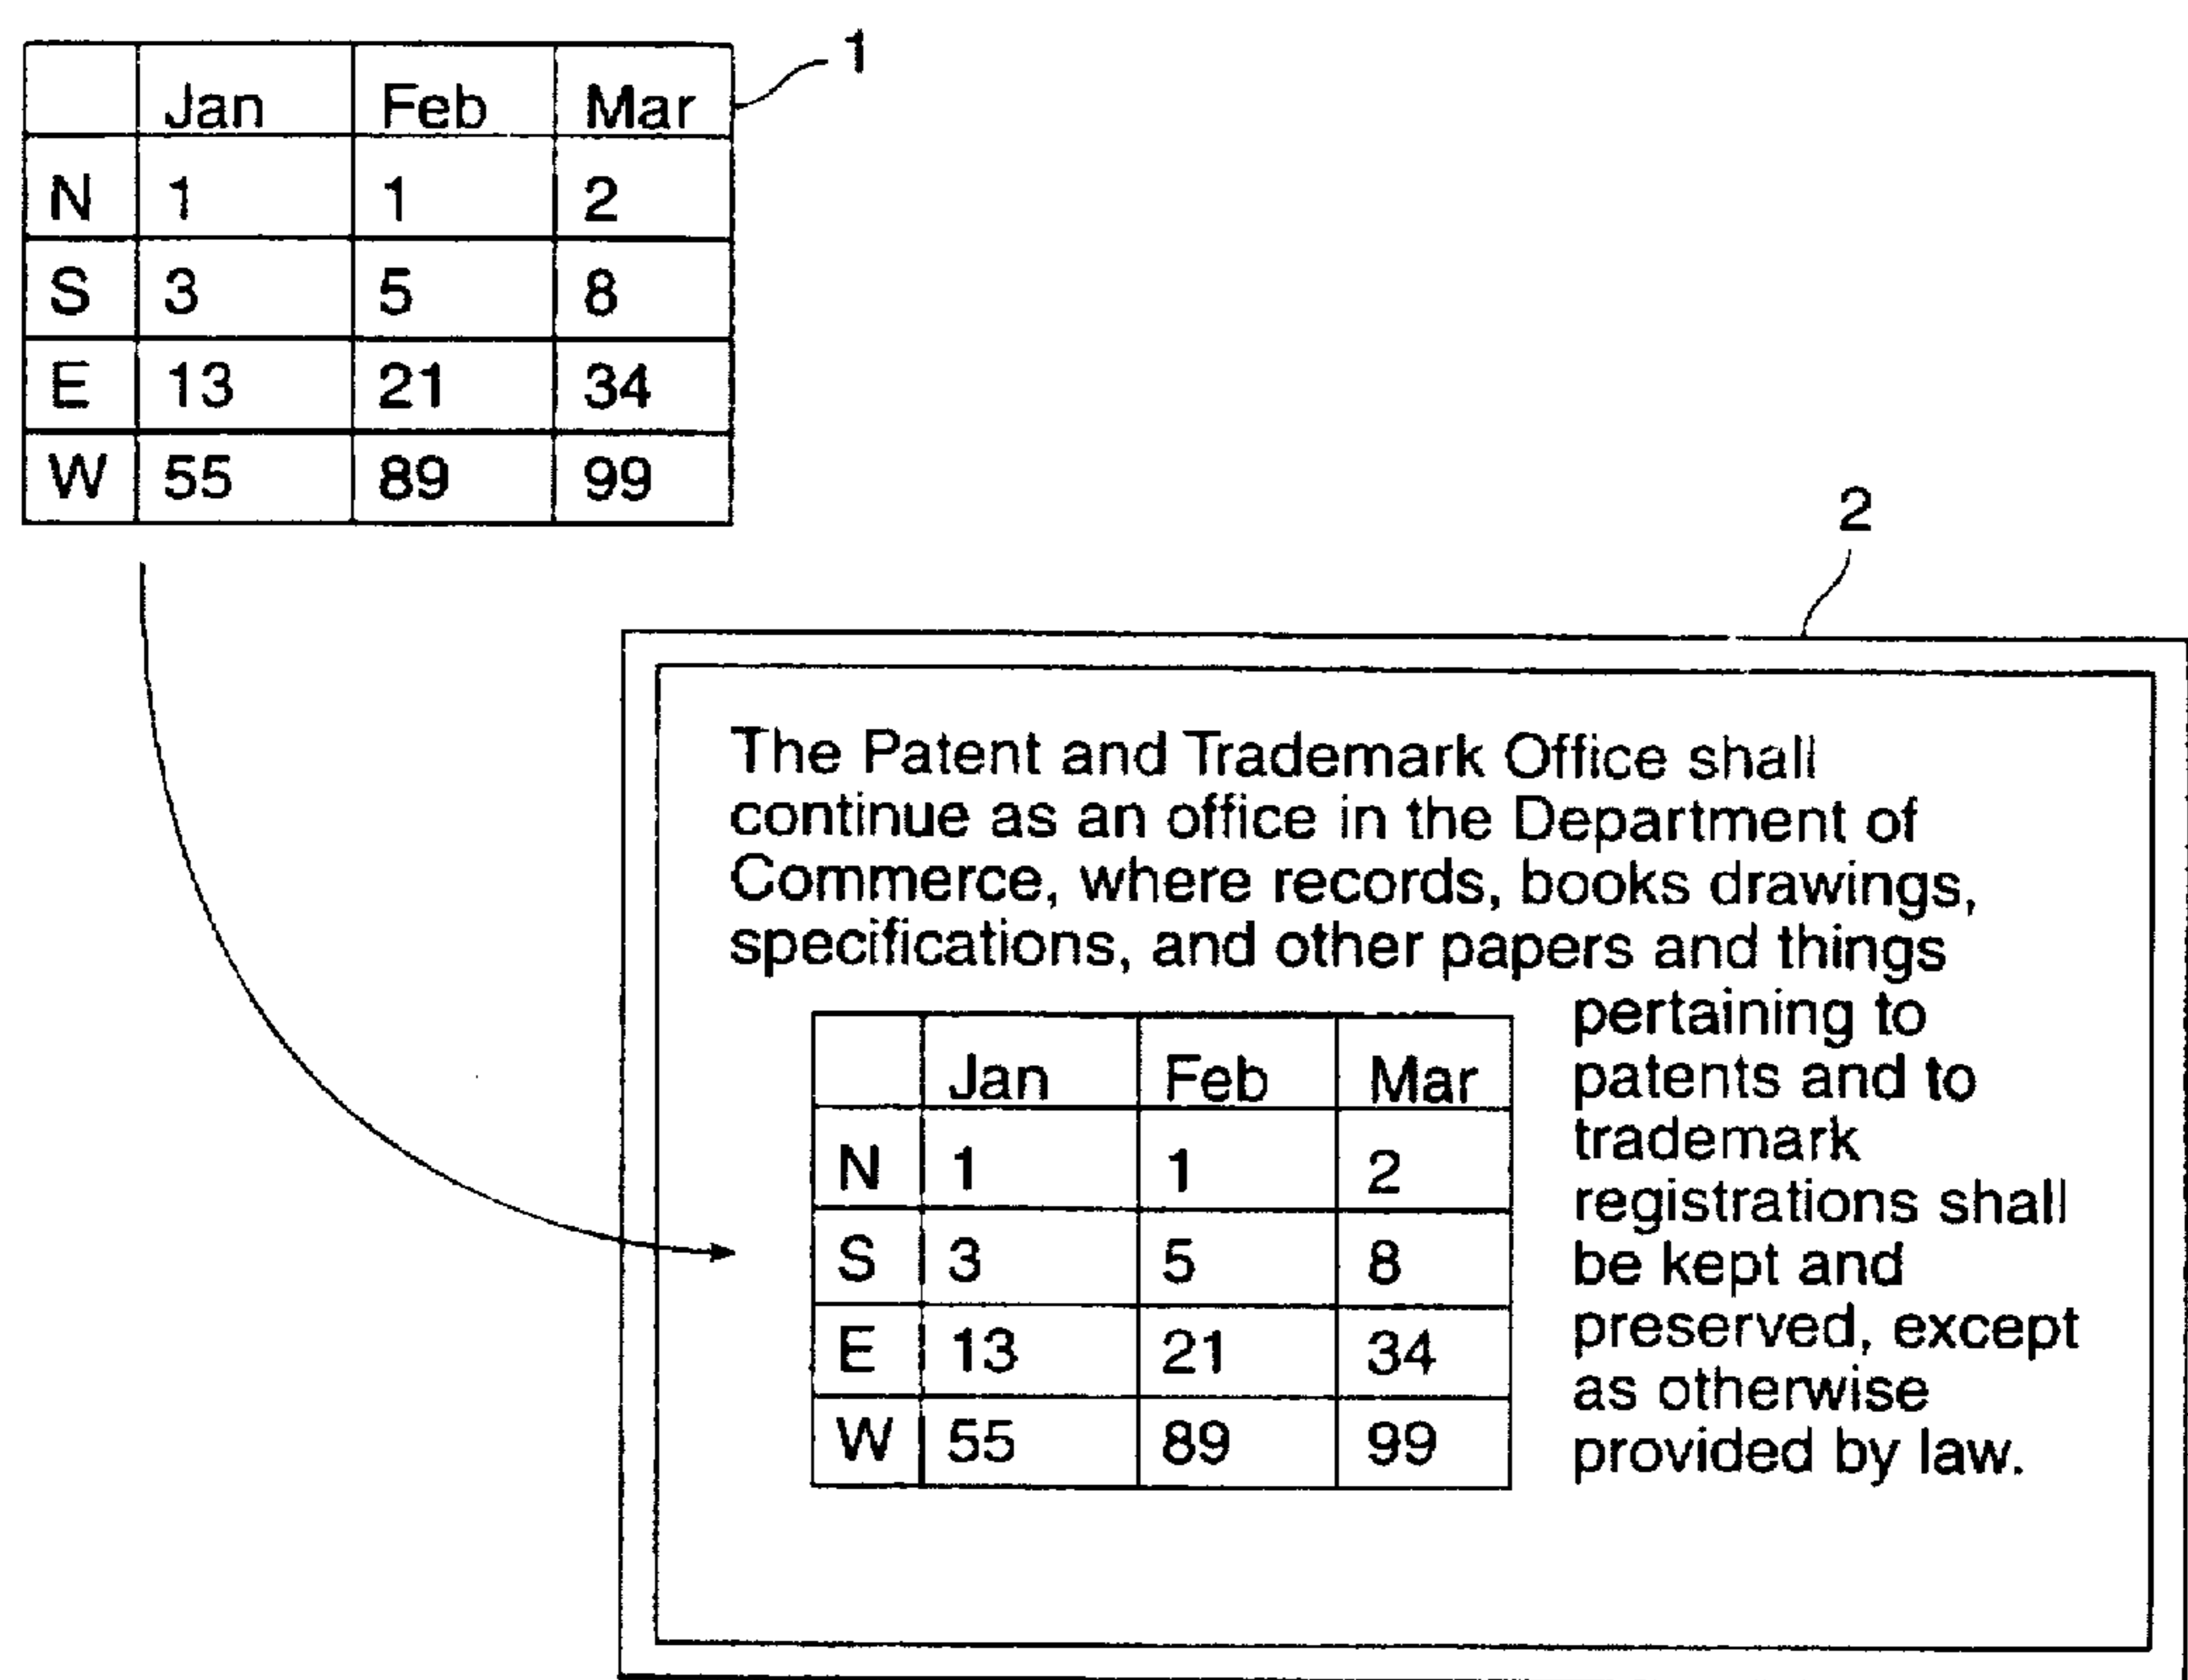 1
Jan Feb Mar
N 1 1 2
S 3 5 8
E 13 21 34
W 55 89 99
2
The Patent and Trademark Office shall
continue as an office in the Department of
Commerce, where records, books drawings,
specifications, and other papers and things
pertaining to
patents and to
trademark
registrations shall
be kept and
preserved, except
as otherwise
provided by law.
Jan Feb Mar
N 1 1 2
S 3 5 8
E 13 21 34
W 55 89 99